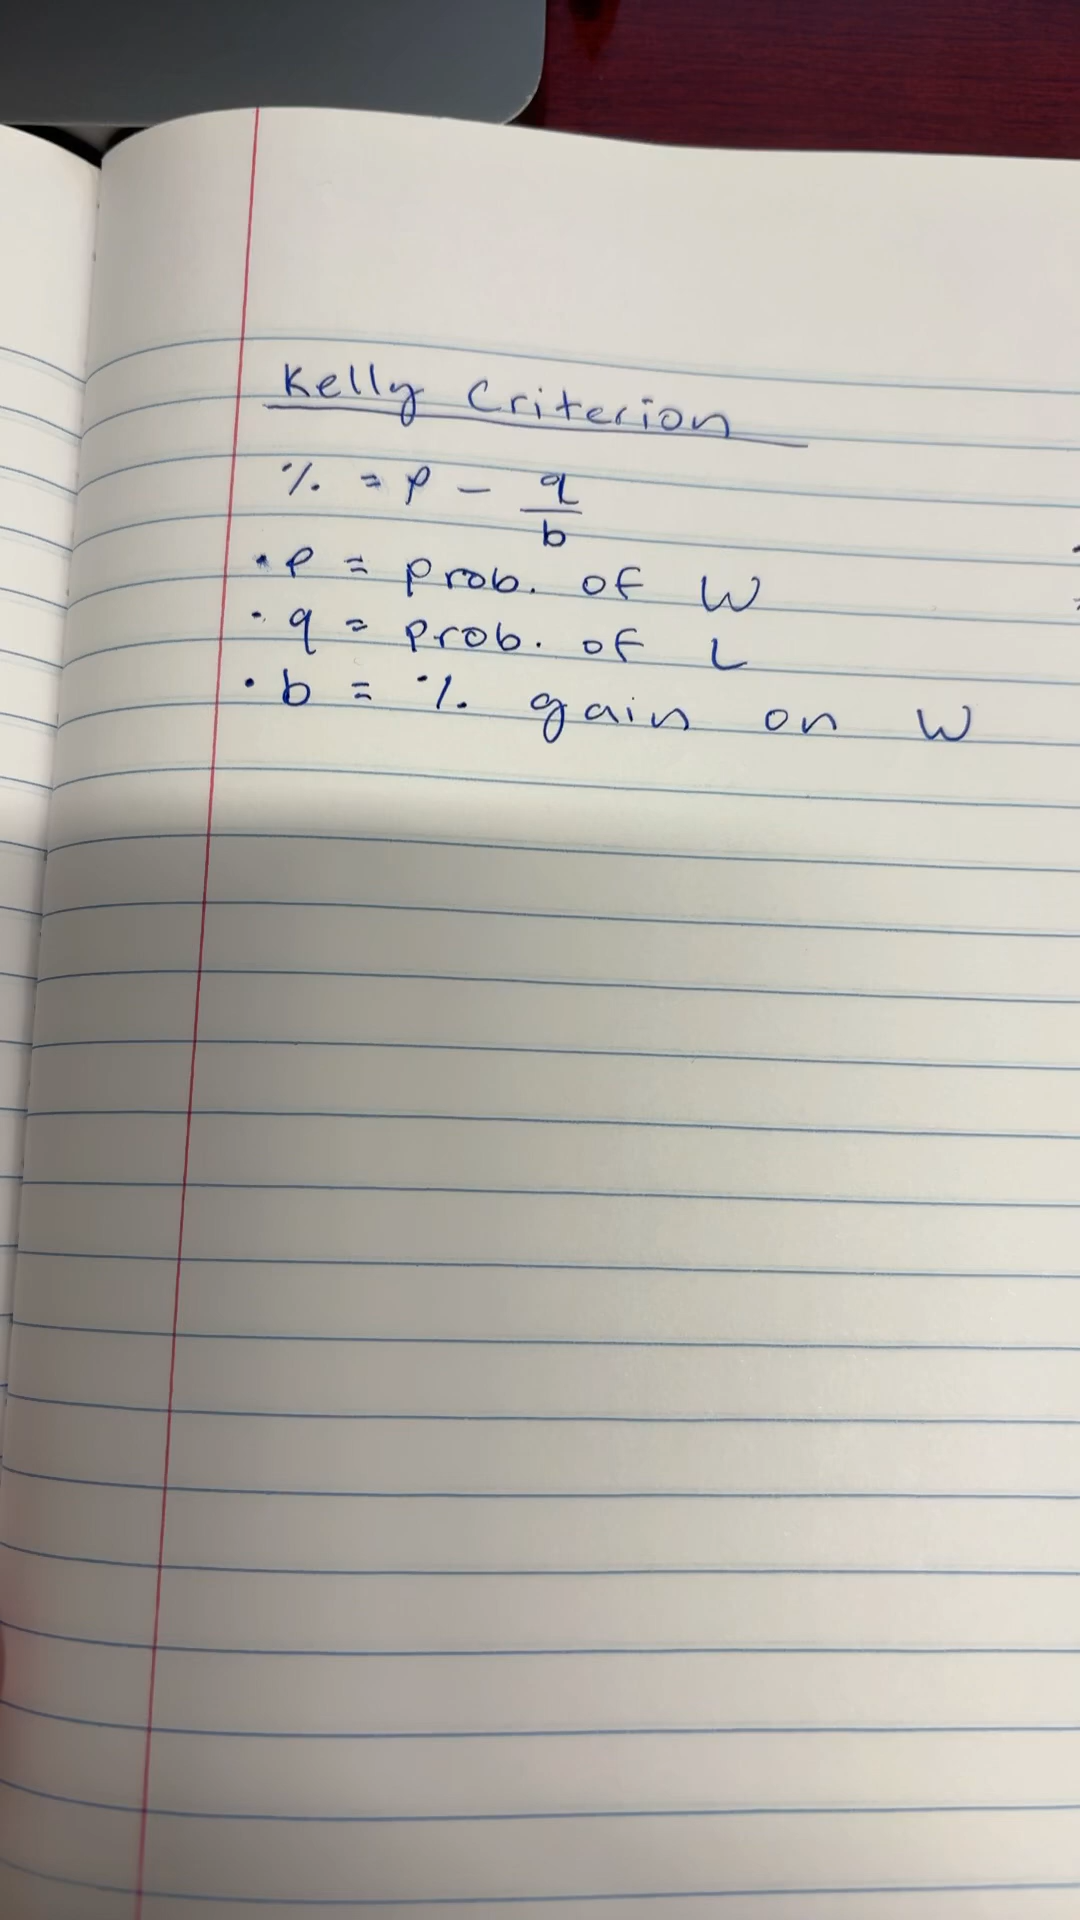 Kelly Criterion
% = p - q/b
• p = prob. of W
• q = prob. of L
• b = % gain on W